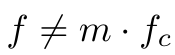 f ≠ m · f_c